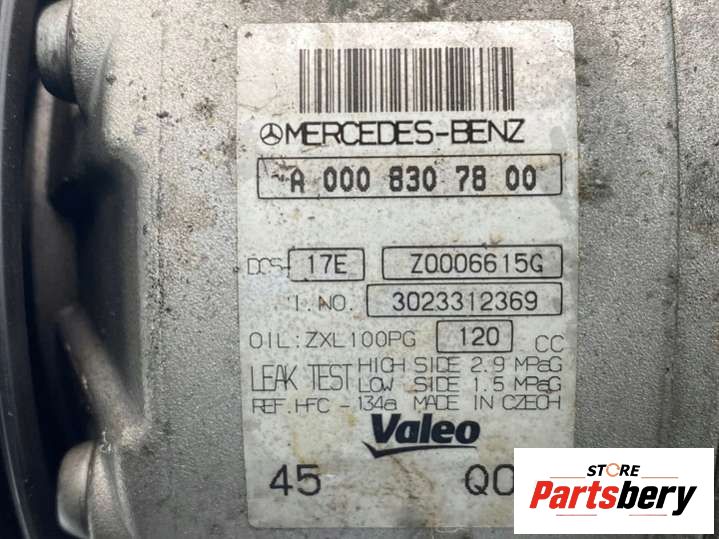 MERCEDES-BENZ
A 000 830 78 00
DCS- 17E Z0006615G
I. NO. 3023312369
OIL: ZXL100PG 120 CC
LEAK TEST HIGH SIDE 2.9 MPaG
LOW SIDE 1.5 MPaG
REF. HFC - 134a MADE IN CZECH
Valeo
45
STORE
Partsbery